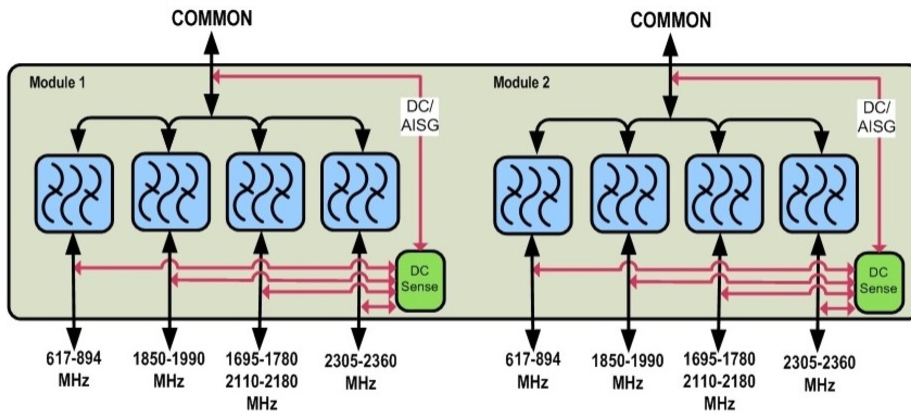 COMMON
COMMON
Module 1
Module 2
DC/
AISG
DC/
AISG
DC
Sense
DC
Sense
617-894
MHz
1850-1990
MHz
1695-1780
2110-2180
MHz
2305-2360
MHz
617-894
MHz
1850-1990
MHz
1695-1780
2110-2180
MHz
2305-2360
MHz